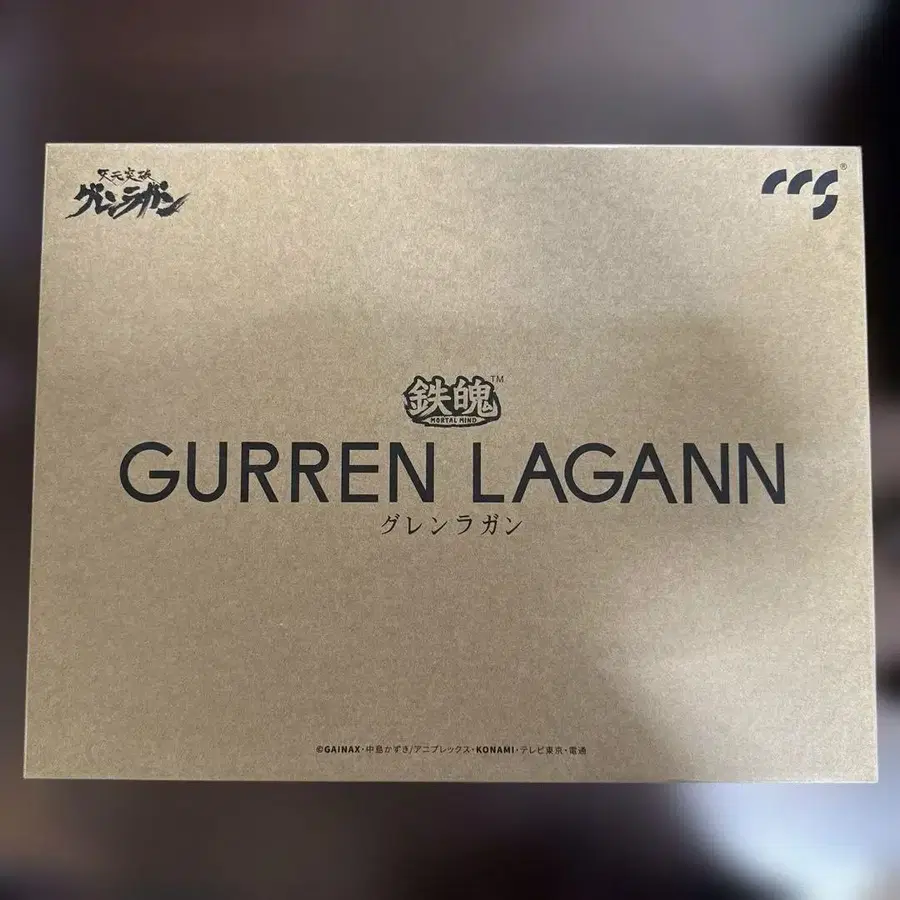 天元突破
グレンラガン
CCS®
鉄魄™
MORTAL MIND
GURREN LAGANN
グレンラガン
©GAINAX・中島かずき/アニプレックス・KONAMI・テレビ東京・電通